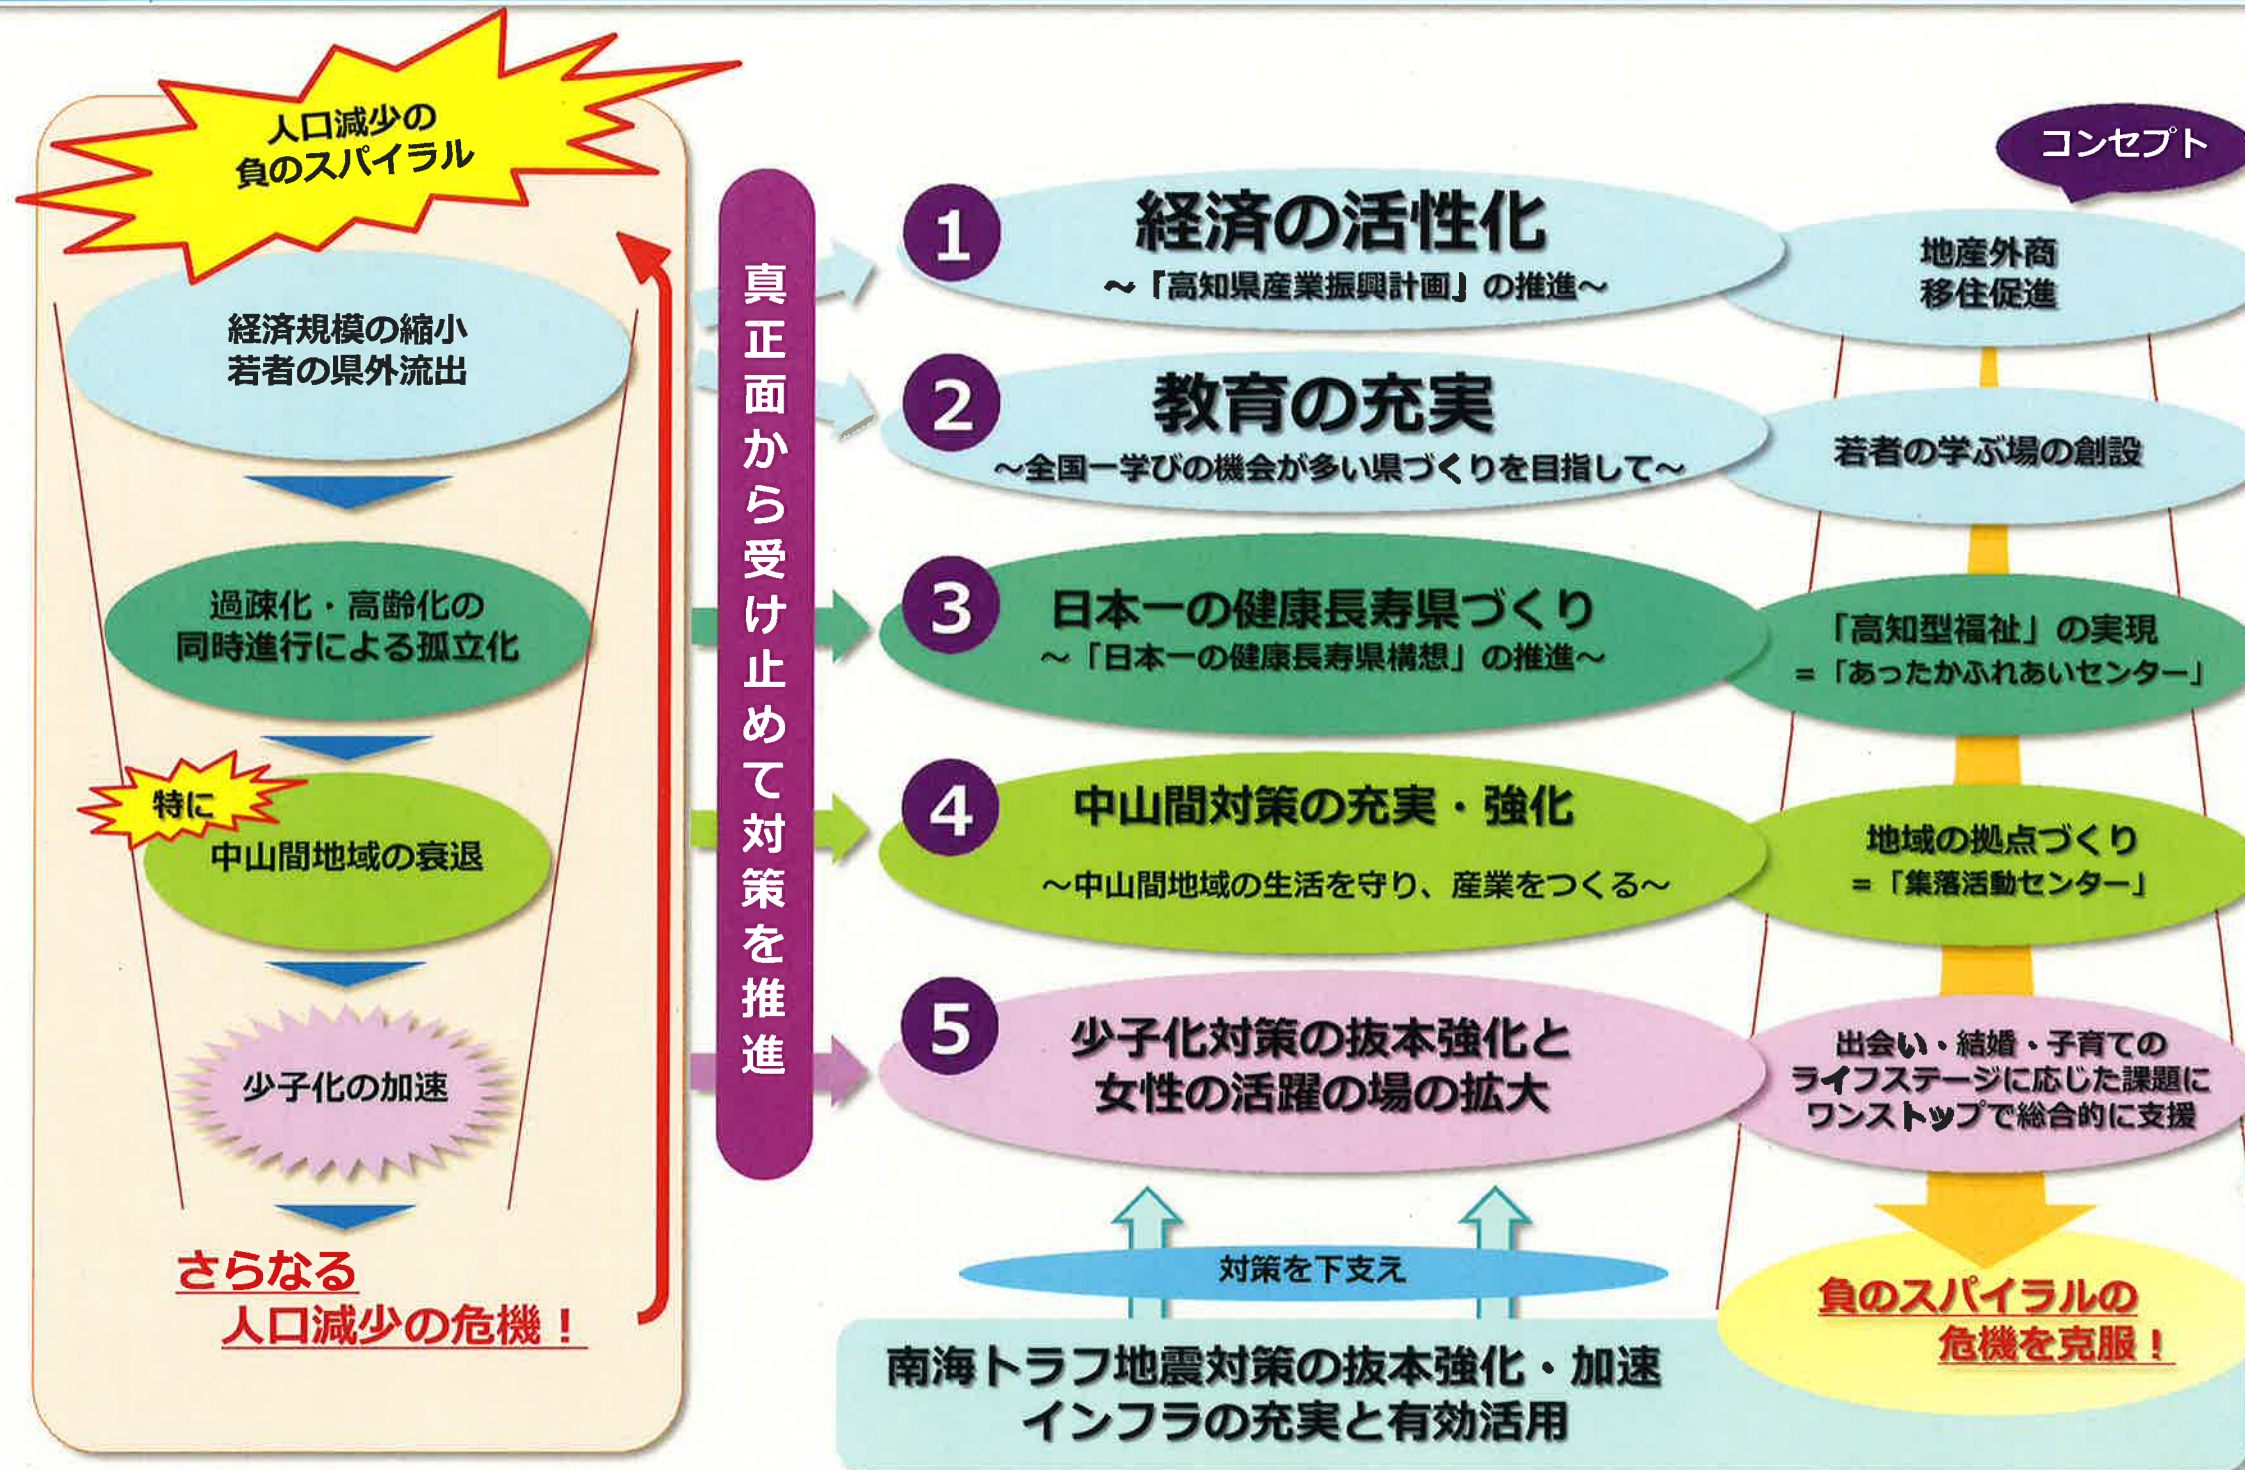 人口減少の
負のスパイラル
経済規模の縮小
若者の県外流出
過疎化・高齢化の
同時進行による孤立化
特に
中山間地域の衰退
少子化の加速
さらなる
人口減少の危機！
真正面から受け止めて対策を推進
コンセプト
1
経済の活性化
～「高知県産業振興計画」の推進～
地産外商
移住促進
2
教育の充実
～全国一学びの機会が多い県づくりを目指して～
若者の学ぶ場の創設
3
日本一の健康長寿県づくり
～「日本一の健康長寿県構想」の推進～
「高知型福祉」の実現
=「あったかふれあいセンター」
4
中山間対策の充実・強化
～中山間地域の生活を守り、産業をつくる～
地域の拠点づくり
=「集落活動センター」
5
少子化対策の抜本強化と
女性の活躍の場の拡大
出会い・結婚・子育ての
ライフステージに応じた課題に
ワンストップで総合的に支援
対策を下支え
南海トラフ地震対策の抜本強化・加速
インフラの充実と有効活用
負のスパイラルの
危機を克服！